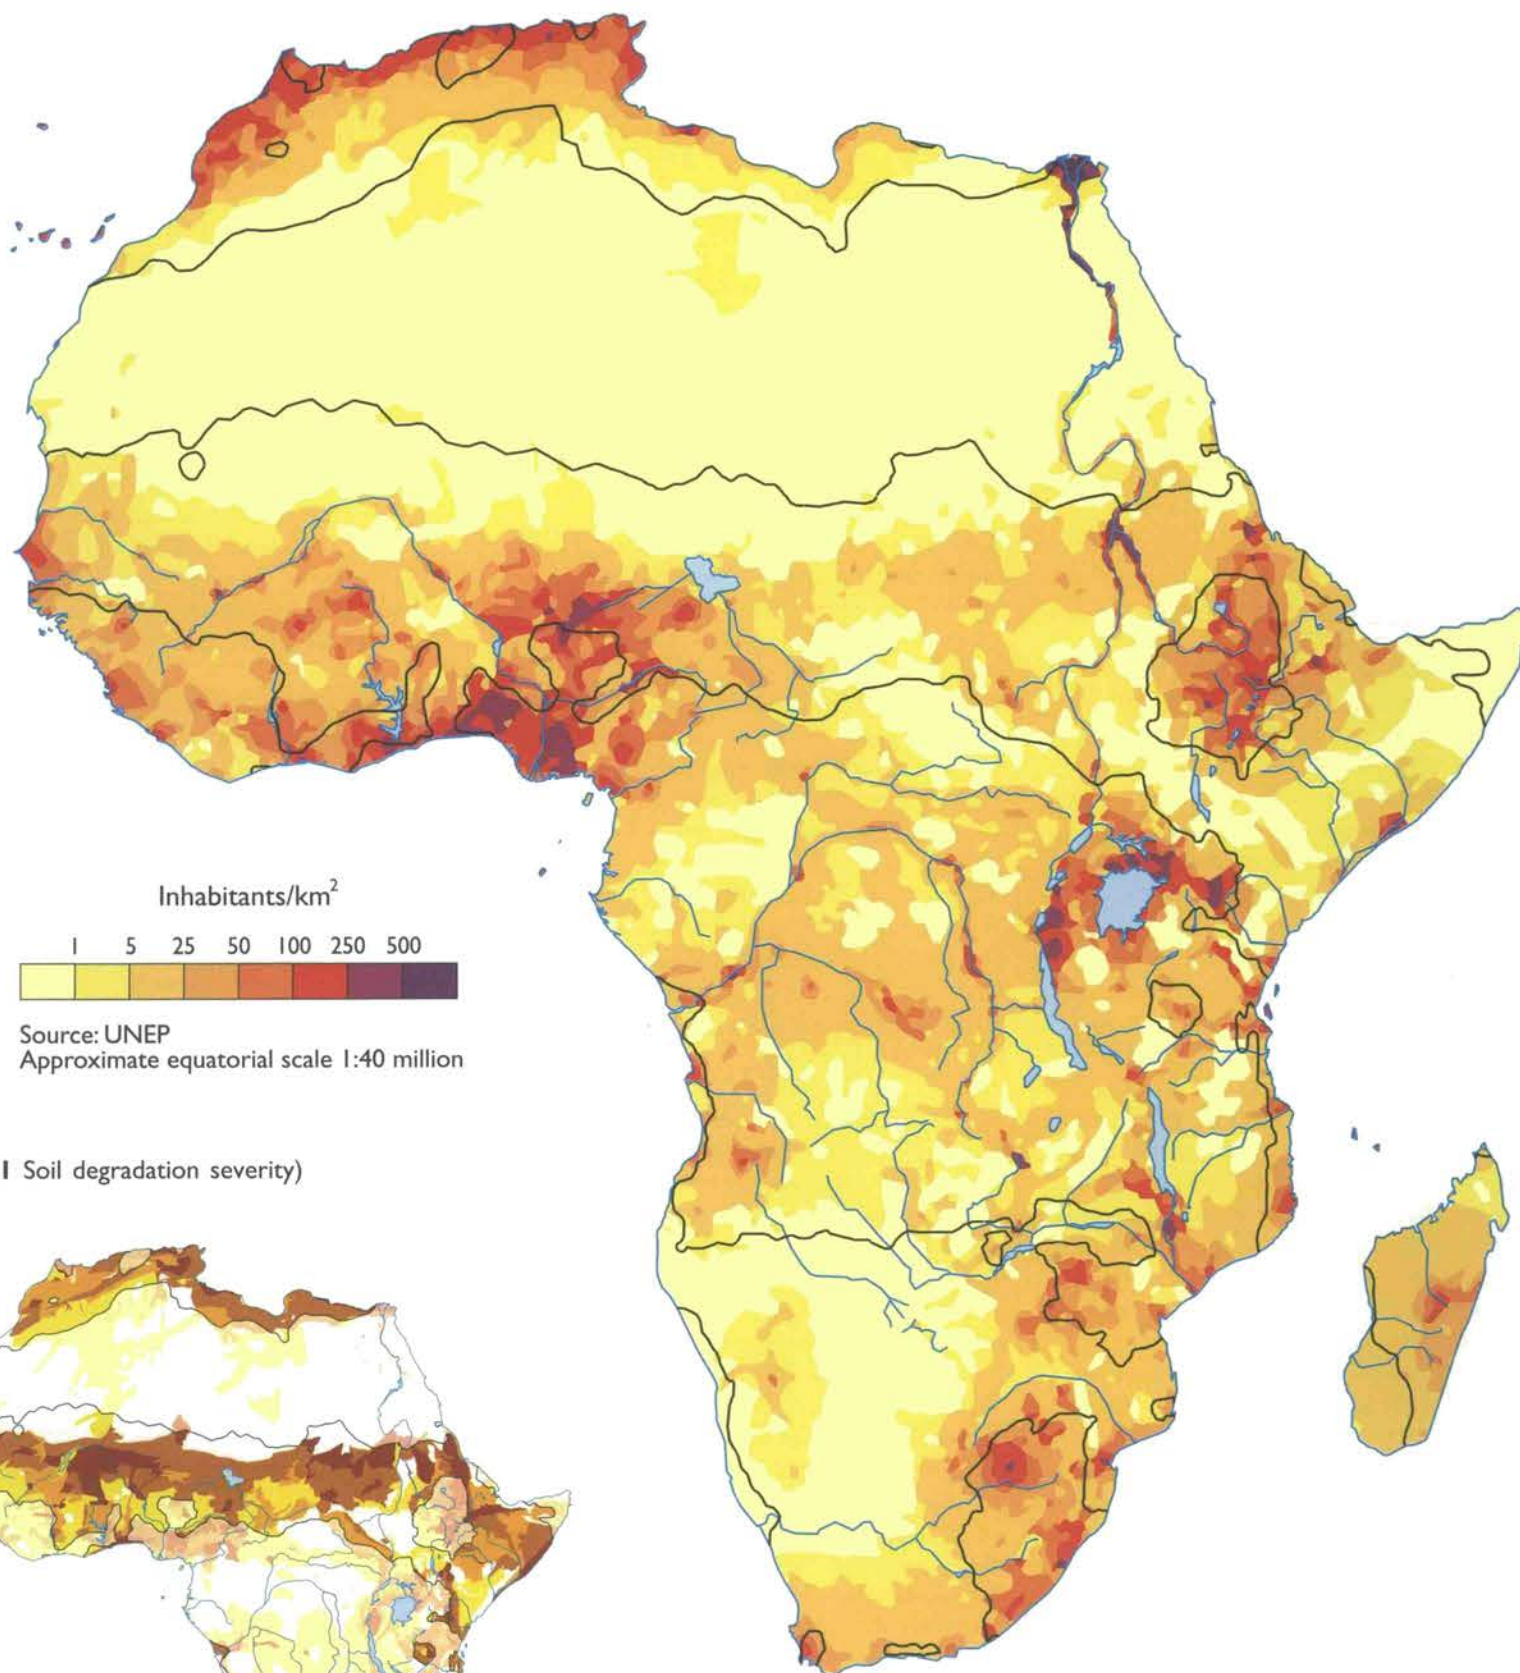 Inhabitants/km²
1 5 25 50 100 250 500
Source: UNEP
Approximate equatorial scale 1:40 million
1 Soil degradation severity)